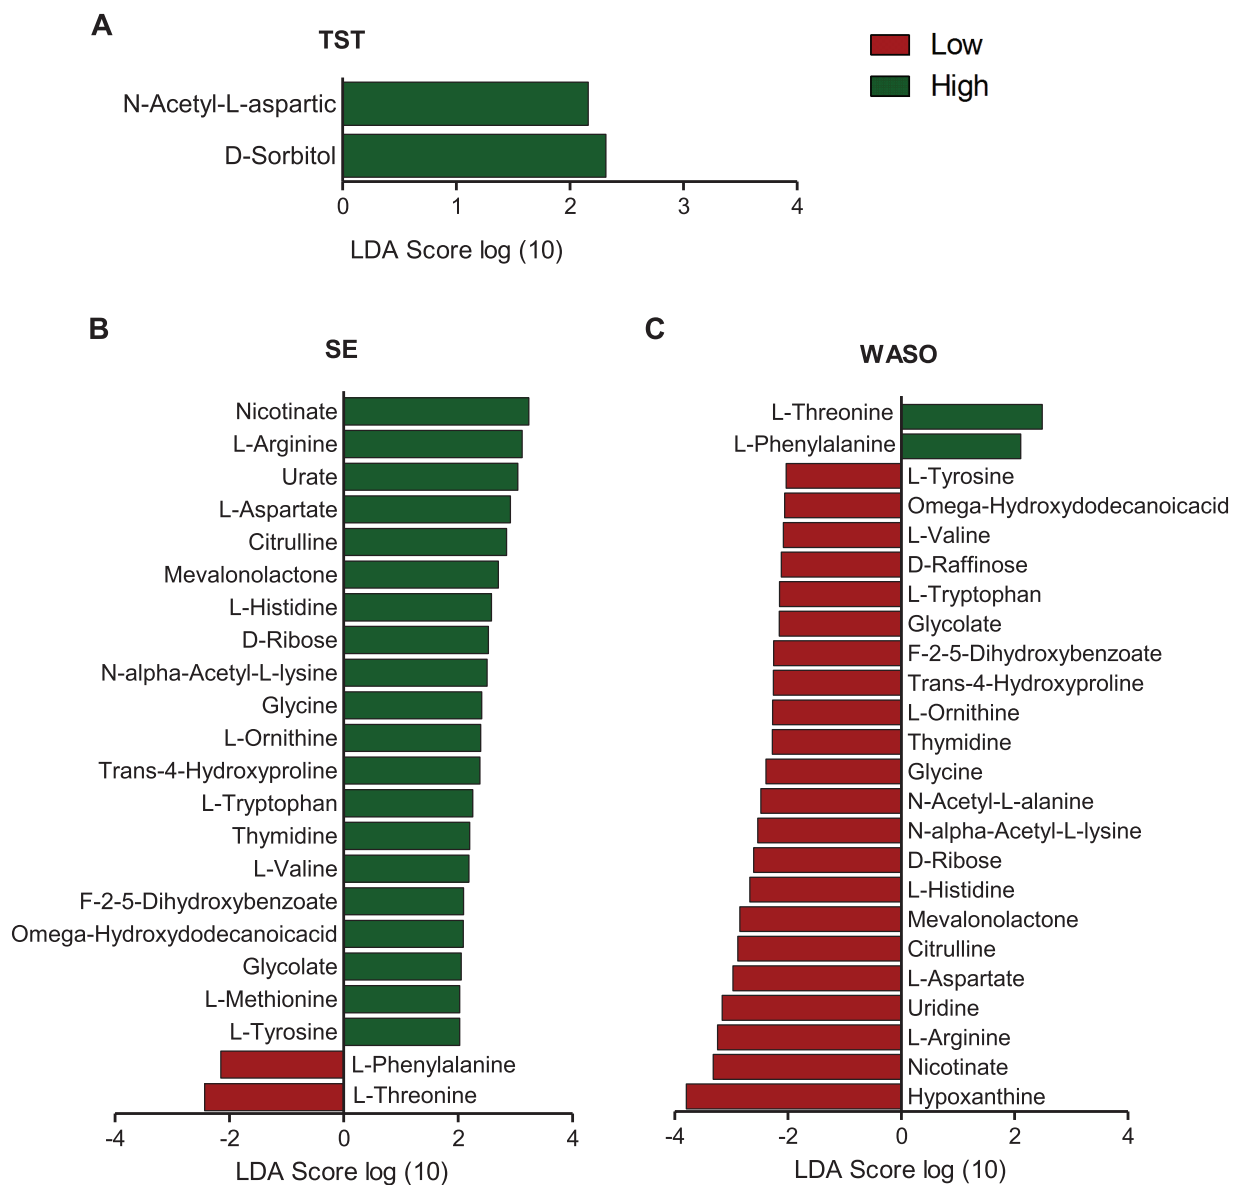 A
TST
Low
High
N-Acetyl-L-aspartic
D-Sorbitol
0 1 2 3 4
LDA Score log (10)
B
SE
Nicotinate
L-Arginine
Urate
L-Aspartate
Citrulline
Mevalonolactone
L-Histidine
D-Ribose
N-alpha-Acetyl-L-lysine
Glycine
L-Ornithine
Trans-4-Hydroxyproline
L-Tryptophan
Thymidine
L-Valine
F-2-5-Dihydroxybenzoate
Omega-Hydroxydodecanoicacid
Glycolate
L-Methionine
L-Tyrosine
L-Phenylalanine
L-Threonine
-4 -2 0 2 4
LDA Score log (10)
C
WASO
L-Threonine
L-Phenylalanine
L-Tyrosine
Omega-Hydroxydodecanoicacid
L-Valine
D-Raffinose
L-Tryptophan
Glycolate
F-2-5-Dihydroxybenzoate
Trans-4-Hydroxyproline
L-Ornithine
Thymidine
Glycine
N-Acetyl-L-alanine
N-alpha-Acetyl-L-lysine
D-Ribose
L-Histidine
Mevalonolactone
Citrulline
L-Aspartate
Uridine
L-Arginine
Nicotinate
Hypoxanthine
-4 -2 0 2 4
LDA Score log (10)